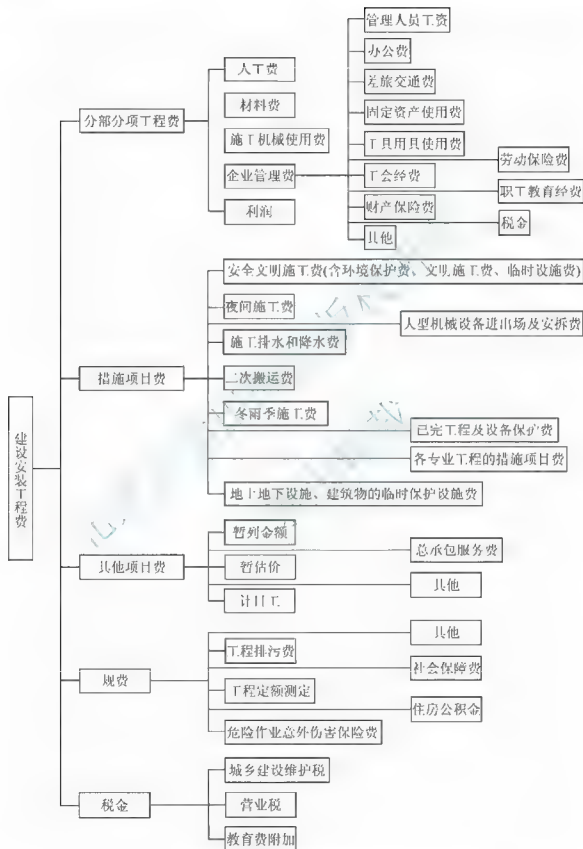 建设安装工程费
分部分项工程费
人工费
材料费
施工机械使用费
企业管理费
管理人员工资
办公费
差旅交通费
固定资产使用费
工具用具使用费
劳动保险费
工会经费
职工教育经费
财产保险费
税金
其他
利润
措施项目费
安全文明施工费(含环境保护费、文明施工费、临时设施费)
夜间施工费
大型机械设备进出场及安拆费
施工排水和降水费
二次搬运费
冬雨季施工费
已完工程及设备保护费
各专业工程的措施项目费
地上地下设施、建筑物的临时保护设施费
其他项目费
暂列金额
总承包服务费
暂估价
其他
计日工
规费
其他
工程排污费
社会保障费
工程定额测定
住房公积金
危险作业意外伤害保险费
税金
城乡建设维护税
营业税
教育费附加